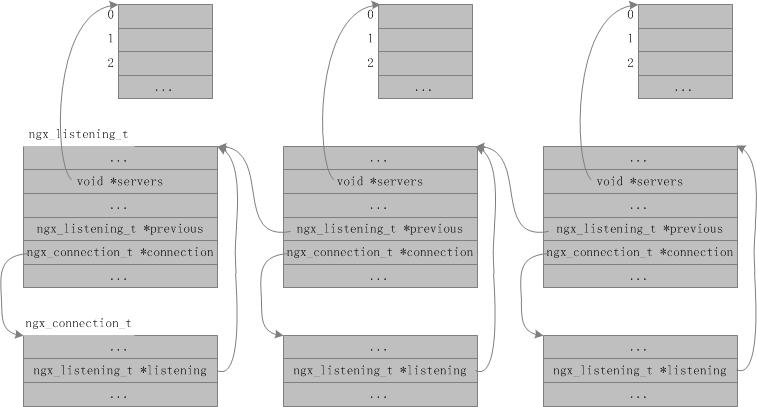 0
1
2
...
0
1
2
...
0
1
2
...
ngx_listening_t
...
void *servers
...
ngx_listening_t *previous
ngx_connection_t *connection
...
...
void *servers
...
ngx_listening_t *previous
ngx_connection_t *connection
...
...
void *servers
...
ngx_listening_t *previous
ngx_connection_t *connection
...
ngx_connection_t
...
ngx_listening_t *listening
...
...
ngx_listening_t *listening
...
...
ngx_listening_t *listening
...